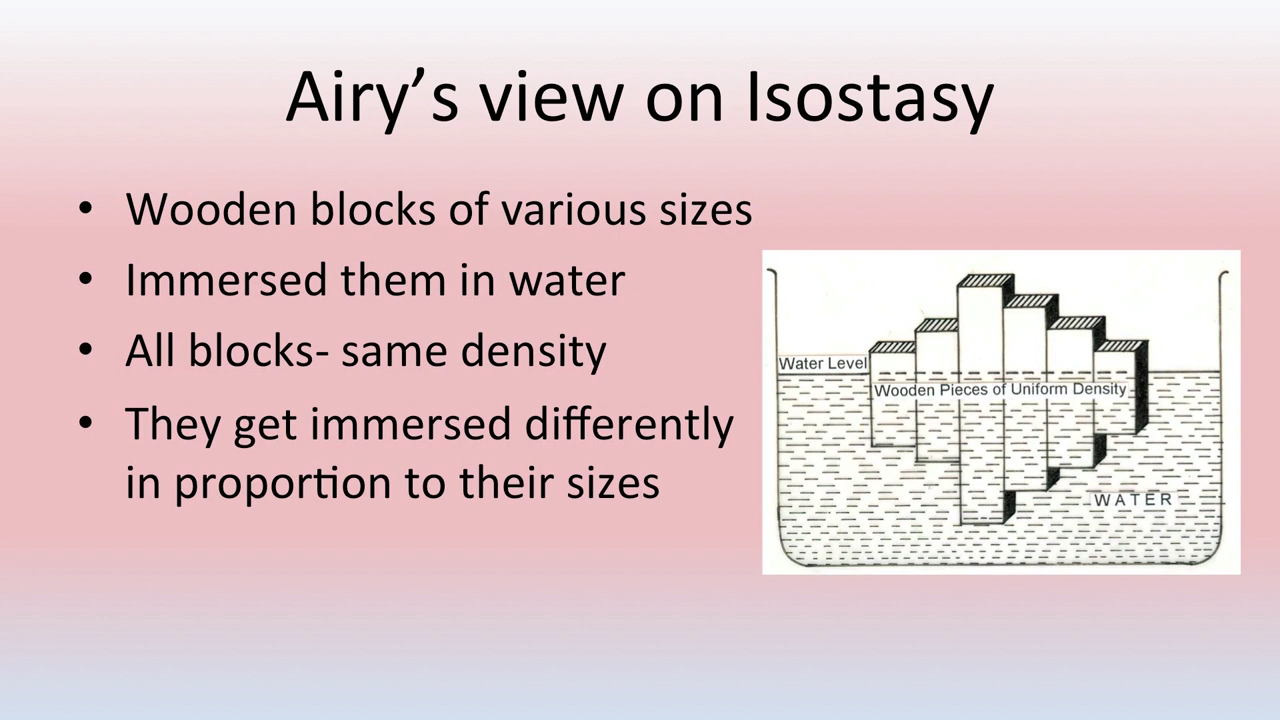 Airy’s view on Isostasy
• Wooden blocks of various sizes
• Immersed them in water
• All blocks- same density
• They get immersed differently
in proportion to their sizes
Water Level
Wooden Pieces of Uniform Density
WATER